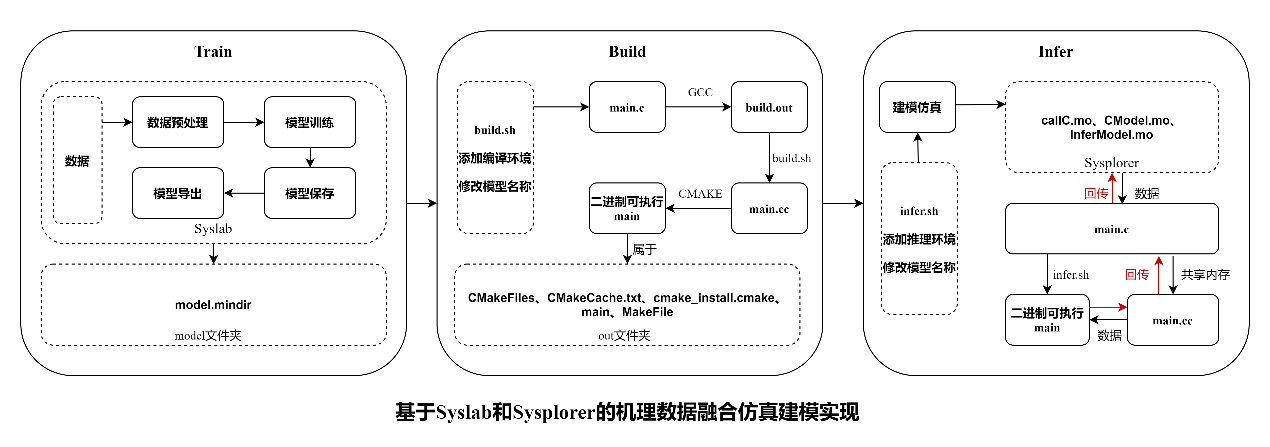 Train
数据
数据预处理
模型训练
模型导出
模型保存
Syslab
model.mindir
model文件夹
Build
build.sh
添加编译环境
修改模型名称
main.c
GCC
build.out
build.sh
二进制可执行
main
CMAKE
main.cc
属于
CMakeFiles、CMakeCache.txt、cmake_install.cmake、
main、MakeFile
out文件夹
Infer
建模仿真
callC.mo、CModel.mo、
InferModel.mo
Sysplorer
infer.sh
添加推理环境
修改模型名称
回传
数据
main.c
infer.sh
回传
共享内存
二进制可执行
main
数据
main.cc
基于Syslab和Sysplorer的机理数据融合仿真建模实现